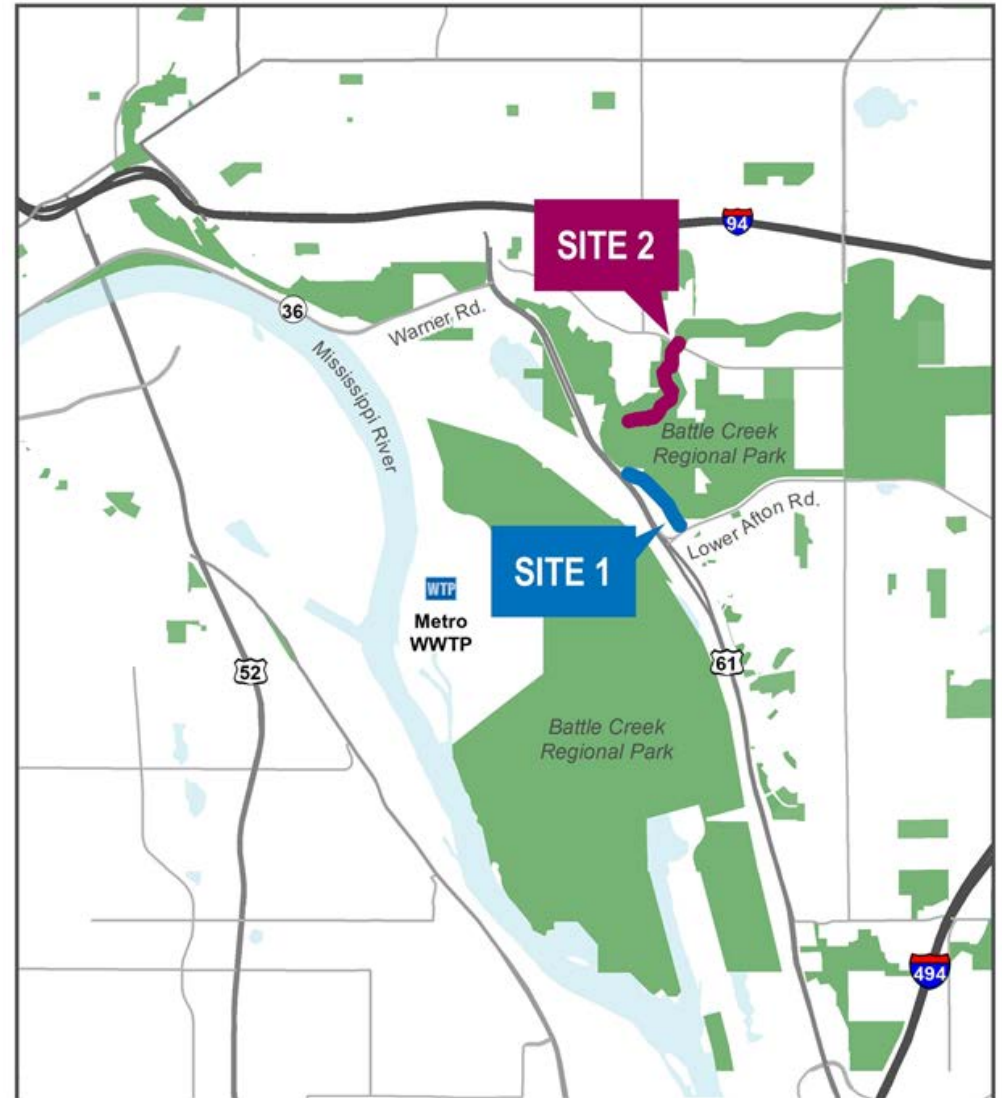 94
SITE 2
36
Warner Rd.
Mississippi River
Battle Creek
Regional Park
Lower Afton Rd.
SITE 1
WTP
Metro
WWTP
52
61
Battle Creek
Regional Park
494